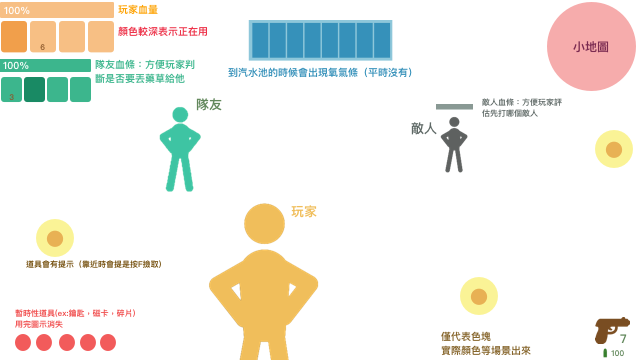 100%
玩家血量
顏色較深表示正在用
6
100%
隊友血條：方便玩家判
斷是否要丟藥草給他
3
到汽水池的時候會出現氧氣條（平時沒有）
小地圖
敵人血條：方便玩家評
估先打哪個敵人
隊友
敵人
玩家
道具會有提示（靠近時會提是按F撿取）
暫時性道具(ex:鑰匙，磁卡，碎片)
用完圖示消失
僅代表色塊
實際顏色等場景出來
7
100